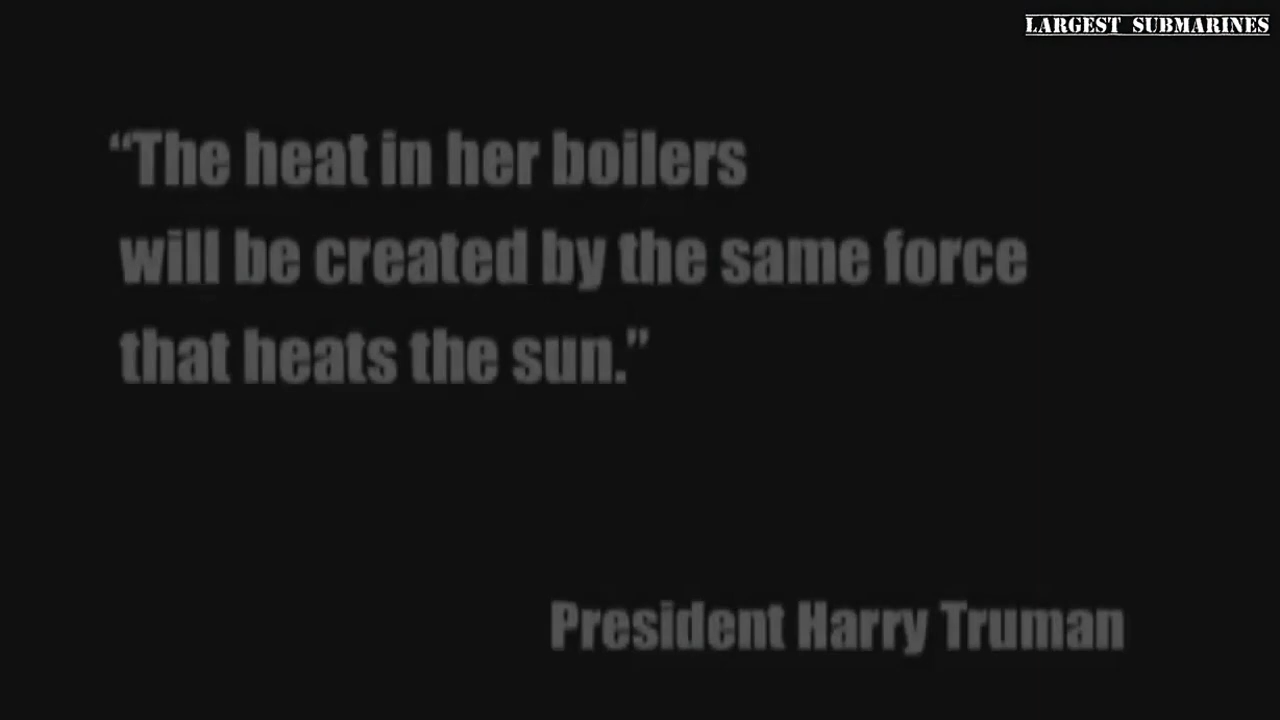 LARGEST SUBMARINES
“The heat in her boilers
will be created by the same force
that heats the sun.”
President Harry Truman